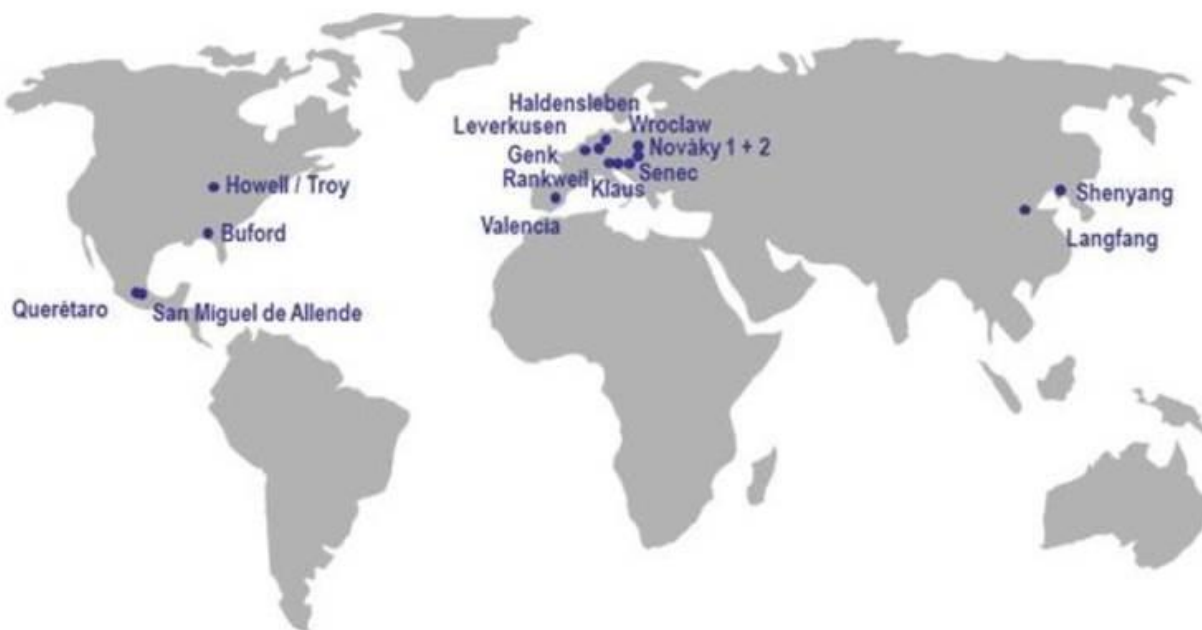 Haldensleben
Leverkusen
Wroclaw
Genk
Nováky 1 + 2
Rankweil
Klaus
Senec
Howell / Troy
Shenyang
Valencia
Buford
Langfang
Querétaro
San Miguel de Allende